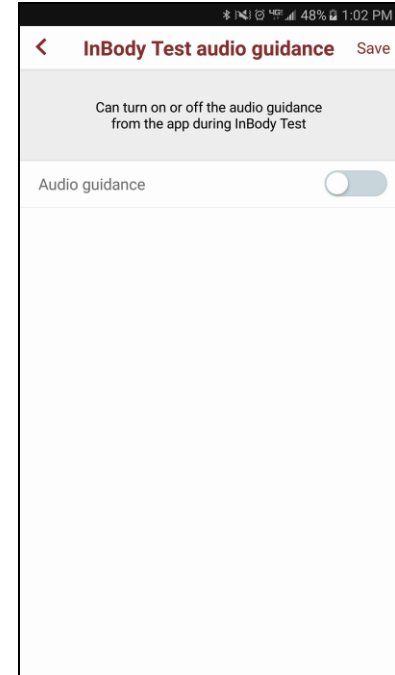 48% 1:02 PM
InBody Test audio guidance Save
Can turn on or off the audio guidance
from the app during InBody Test
Audio guidance